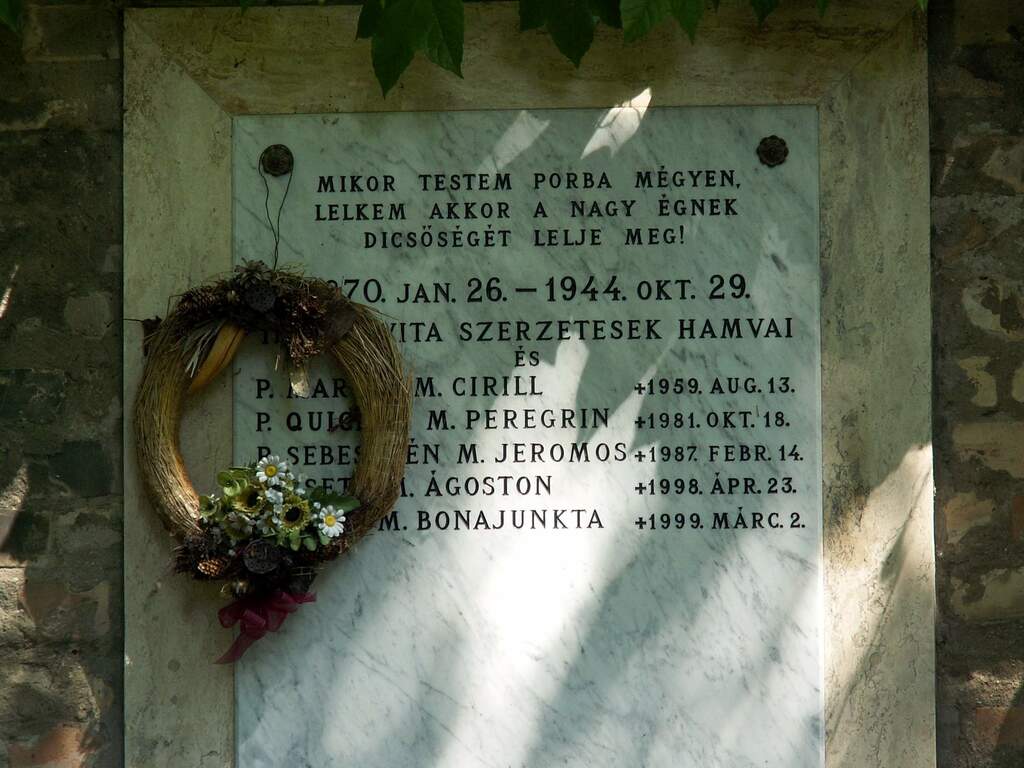 MIKOR TESTEM PORBA MÉGYEN,
LELKEM AKKOR A NAGY ÉGNEK
DICSŐSÉGÉT LELJE MEG!
JAN. 26. – 1944. OKT. 29.
SZERZETESEK HAMVAI
ÉS
P. M. CIRILL +1959. AUG. 13.
P. M. PEREGRIN +1981. OKT. 18.
P. M. JEROMOS +1987. FEBR. 14.
M. ÁGOSTON +1998. ÁPR. 23.
M. BONAJUNKTA +1999. MÁRC. 2.